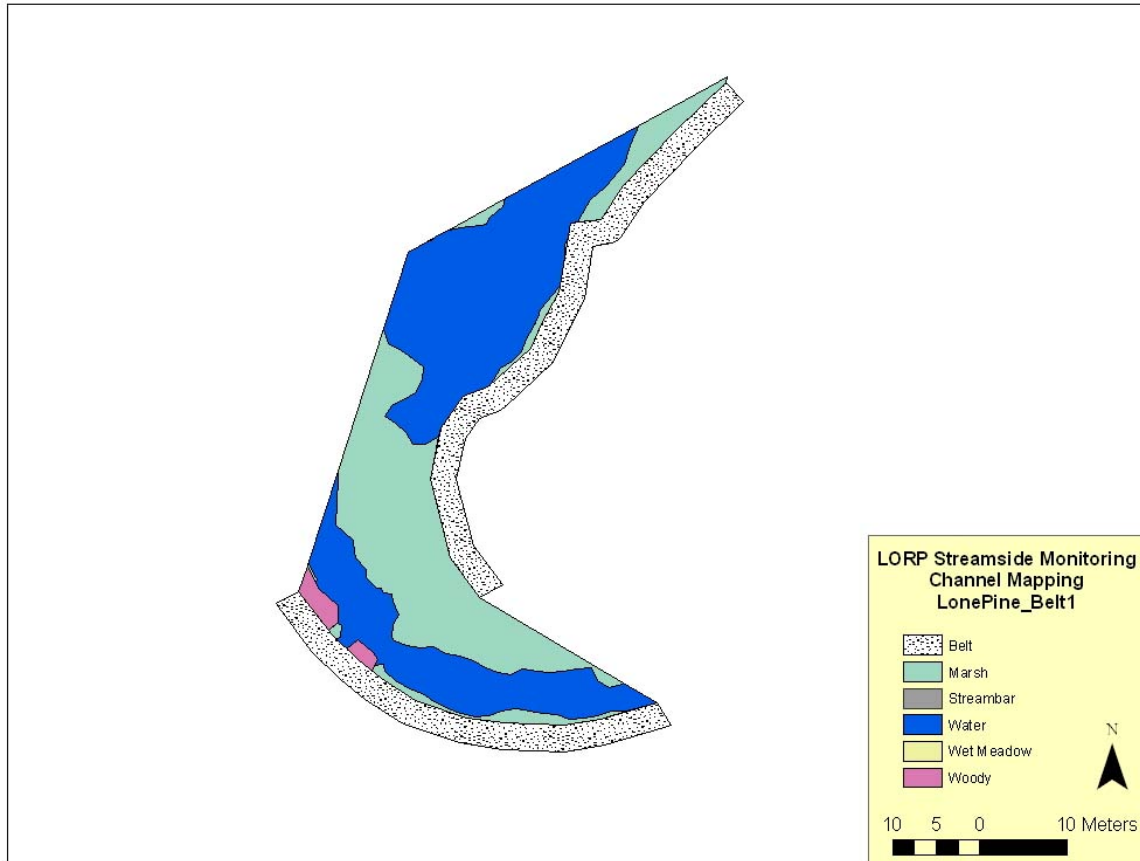 LORP Streamside Monitoring
Channel Mapping
LonePine_Belt1
Belt
Marsh
Streambar
Water
Wet Meadow
Woody
N
10 5 0 10 Meters